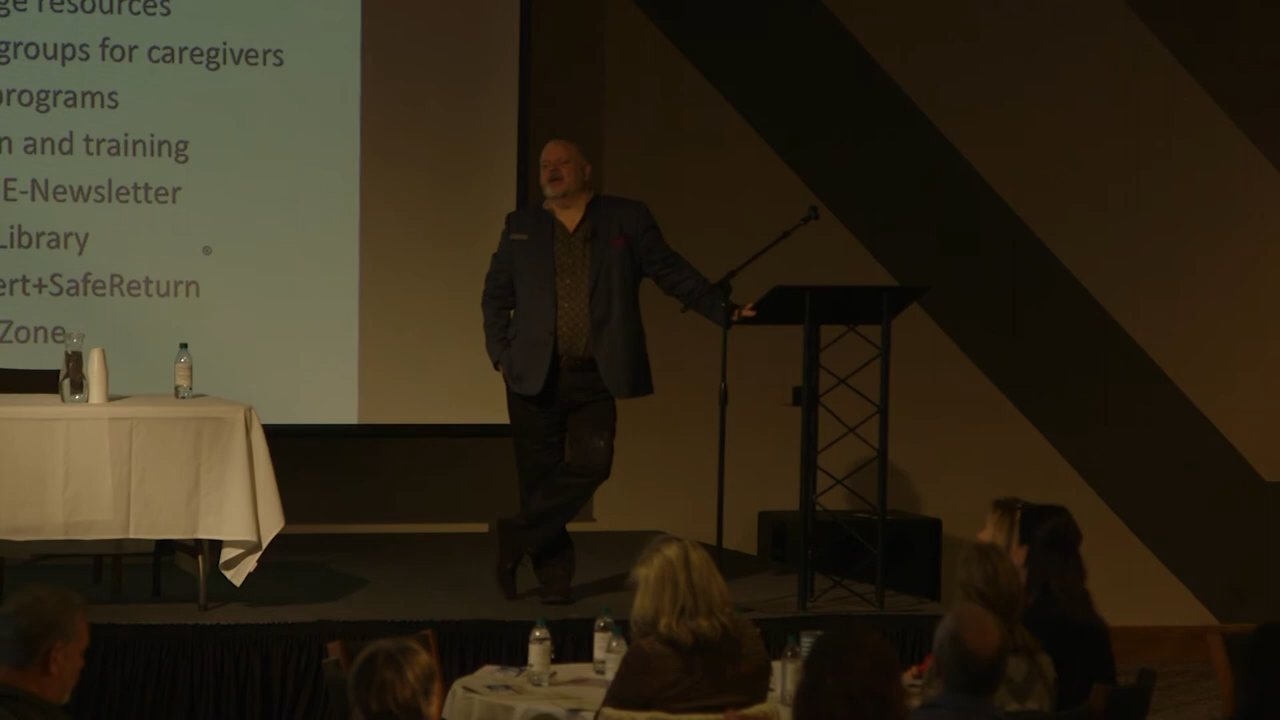 ge resources
groups for caregivers
programs
n and training
E-Newsletter
Library
®
ert+SafeReturn
Zone